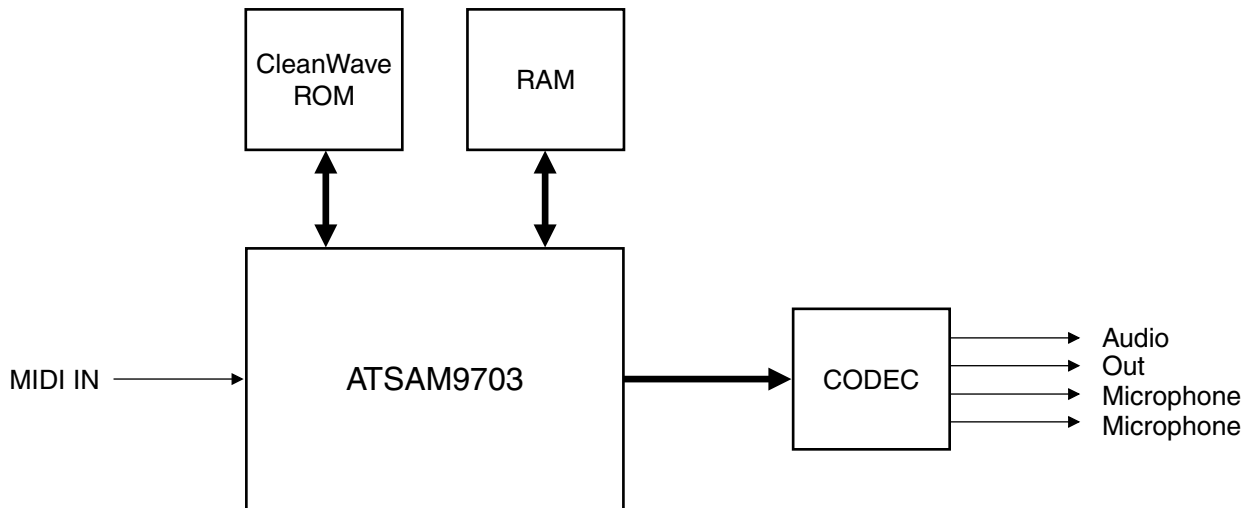 CleanWave
ROM
RAM
MIDI IN
ATSAM9703
CODEC
Audio
Out
Microphone
Microphone